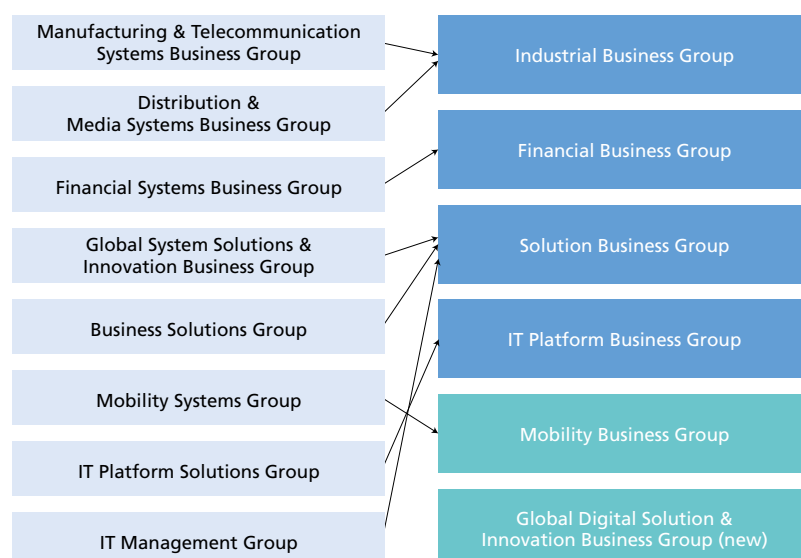 Manufacturing & Telecommunication
Systems Business Group
Distribution &
Media Systems Business Group
Financial Systems Business Group
Global System Solutions &
Innovation Business Group
Business Solutions Group
Mobility Systems Group
IT Platform Solutions Group
IT Management Group
Industrial Business Group
Financial Business Group
Solution Business Group
IT Platform Business Group
Mobility Business Group
Global Digital Solution &
Innovation Business Group (new)